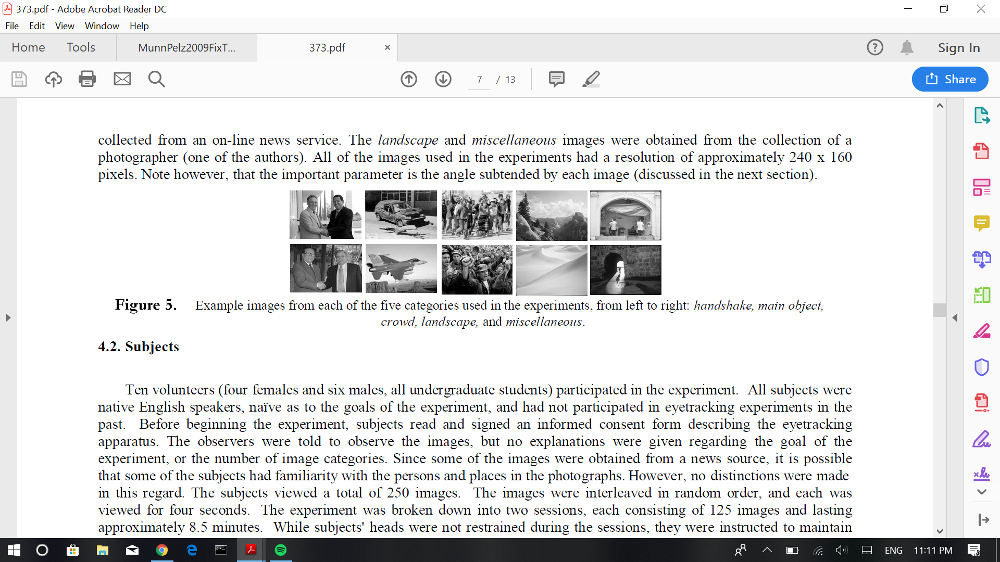 373.pdf - Adobe Acrobat Reader DC
File Edit View Window Help
Home Tools MunnPelz2009FixT... 373.pdf × ? Sign In
7 / 13 Share
collected from an on-line news service. The landscape and miscellaneous images were obtained from the collection of a
photographer (one of the authors). All of the images used in the experiments had a resolution of approximately 240 x 160
pixels. Note however, that the important parameter is the angle subtended by each image (discussed in the next section).
Figure 5. Example images from each of the five categories used in the experiments, from left to right: handshake, main object,
crowd, landscape, and miscellaneous.
4.2. Subjects
Ten volunteers (four females and six males, all undergraduate students) participated in the experiment. All subjects were
native English speakers, naïve as to the goals of the experiment, and had not participated in eyetracking experiments in the
past. Before beginning the experiment, subjects read and signed an informed consent form describing the eyetracking
apparatus. The observers were told to observe the images, but no explanations were given regarding the goal of the
experiment, or the number of image categories. Since some of the images were obtained from a news source, it is possible
that some of the subjects had familiarity with the persons and places in the photographs. However, no distinctions were made
in this regard. The subjects viewed a total of 250 images. The images were interleaved in random order, and each was
viewed for four seconds. The experiment was broken down into two sessions, each consisting of 125 images and lasting
approximately 8.5 minutes. While subjects' heads were not restrained during the sessions, they were instructed to maintain
ENG 11:11 PM